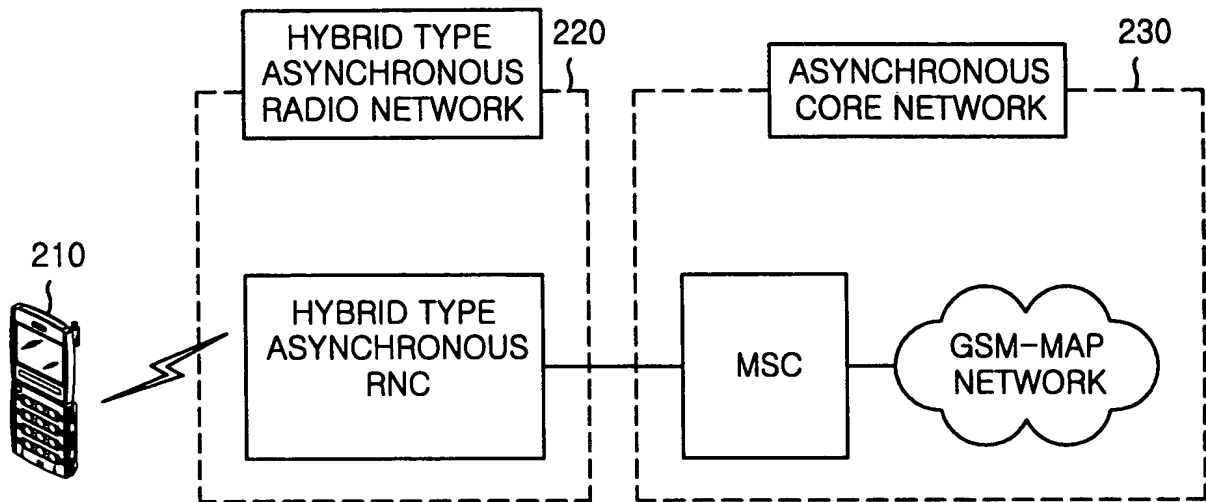 HYBRID TYPE
ASYNCHRONOUS
RADIO NETWORK
220
ASYNCHRONOUS
CORE NETWORK
230
210
HYBRID TYPE
ASYNCHRONOUS
RNC
MSC
GSM-MAP
NETWORK